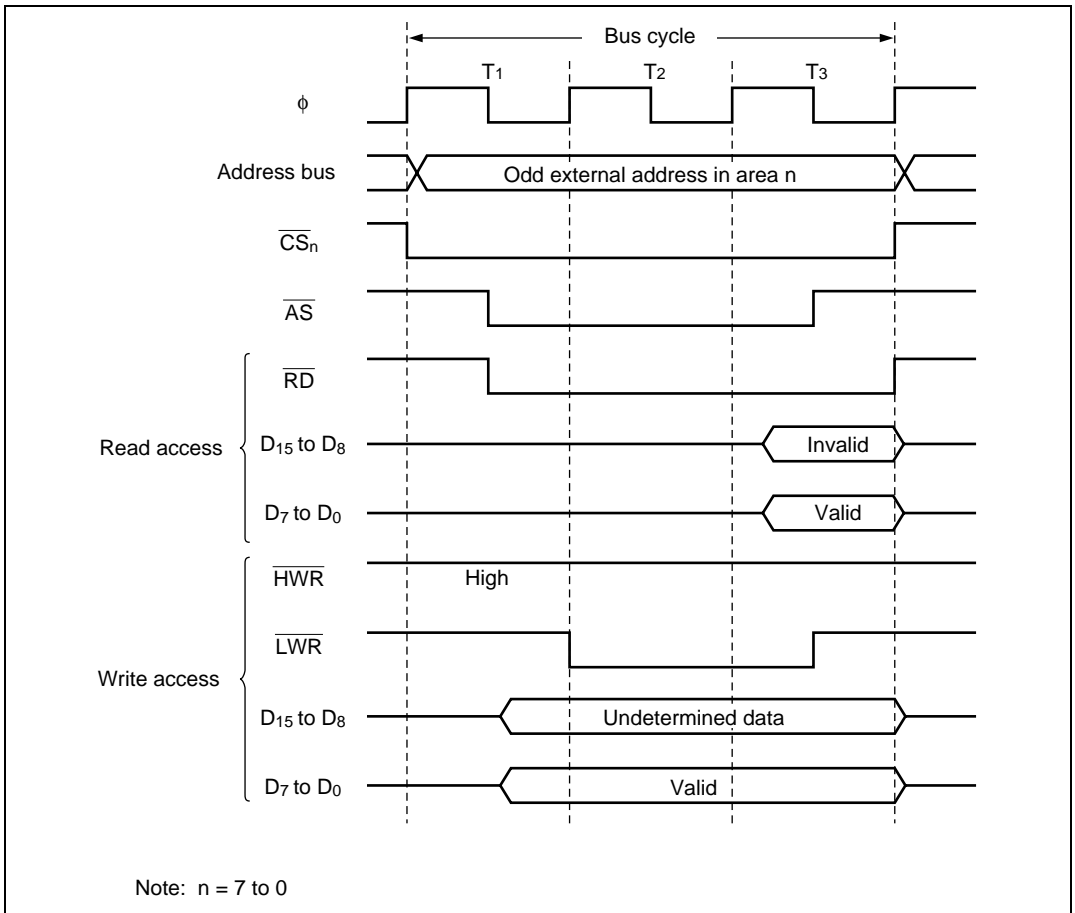 Bus cycle
T1 T2 T3
ϕ
Address bus Odd external address in area n
CSn
AS
RD
Read access D15 to D8 Invalid
D7 to D0 Valid
HWR High
LWR
Write access
D15 to D8 Undetermined data
D7 to D0 Valid
Note: n = 7 to 0